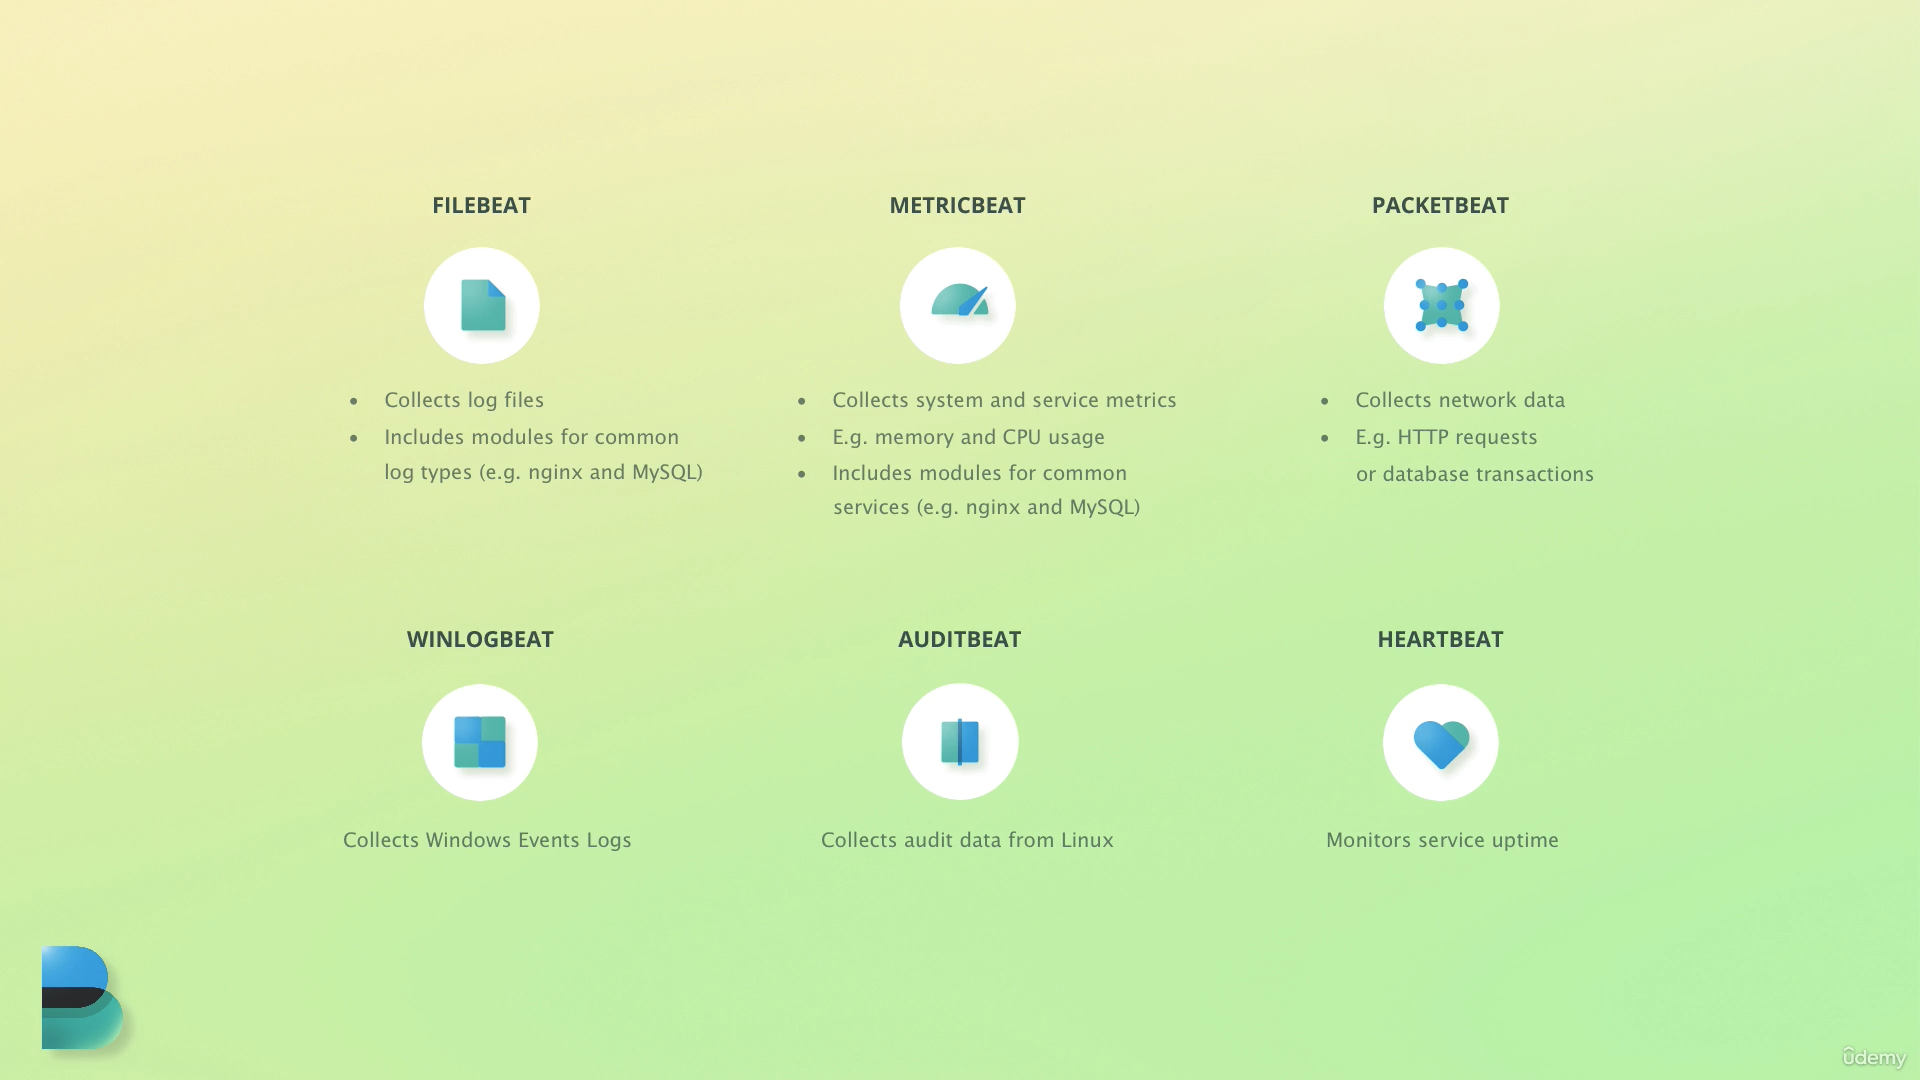 FILEBEAT
• Collects log files
• Includes modules for common
log types (e.g. nginx and MySQL)
METRICBEAT
• Collects system and service metrics
• E.g. memory and CPU usage
• Includes modules for common
services (e.g. nginx and MySQL)
PACKETBEAT
• Collects network data
• E.g. HTTP requests
or database transactions
WINLOGBEAT
Collects Windows Events Logs
AUDITBEAT
Collects audit data from Linux
HEARTBEAT
Monitors service uptime
ûdemy